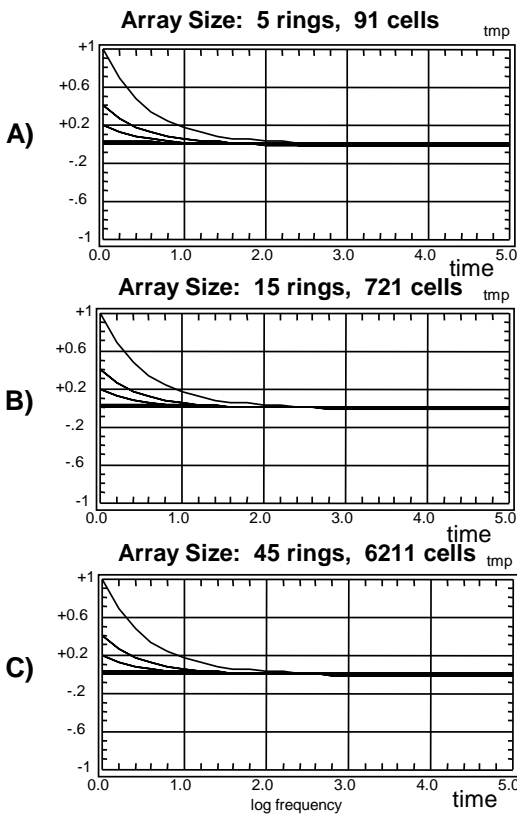 Array Size: 5 rings, 91 cells
tmp
+1
+0.6
A)
+0.2
-.2
-.6
-1
0.0 1.0 2.0 3.0 4.0 5.0
time
Array Size: 15 rings, 721 cells tmp
+1
+0.6
+0.2
B)
-.2
-.6
-1
0.0 1.0 2.0 3.0 4.0 5.0
time
Array Size: 45 rings, 6211 cells tmp
+1
+0.6
+0.2
C)
-.2
-.6
-1
0.0 1.0 2.0 3.0 4.0 5.0
log frequency time